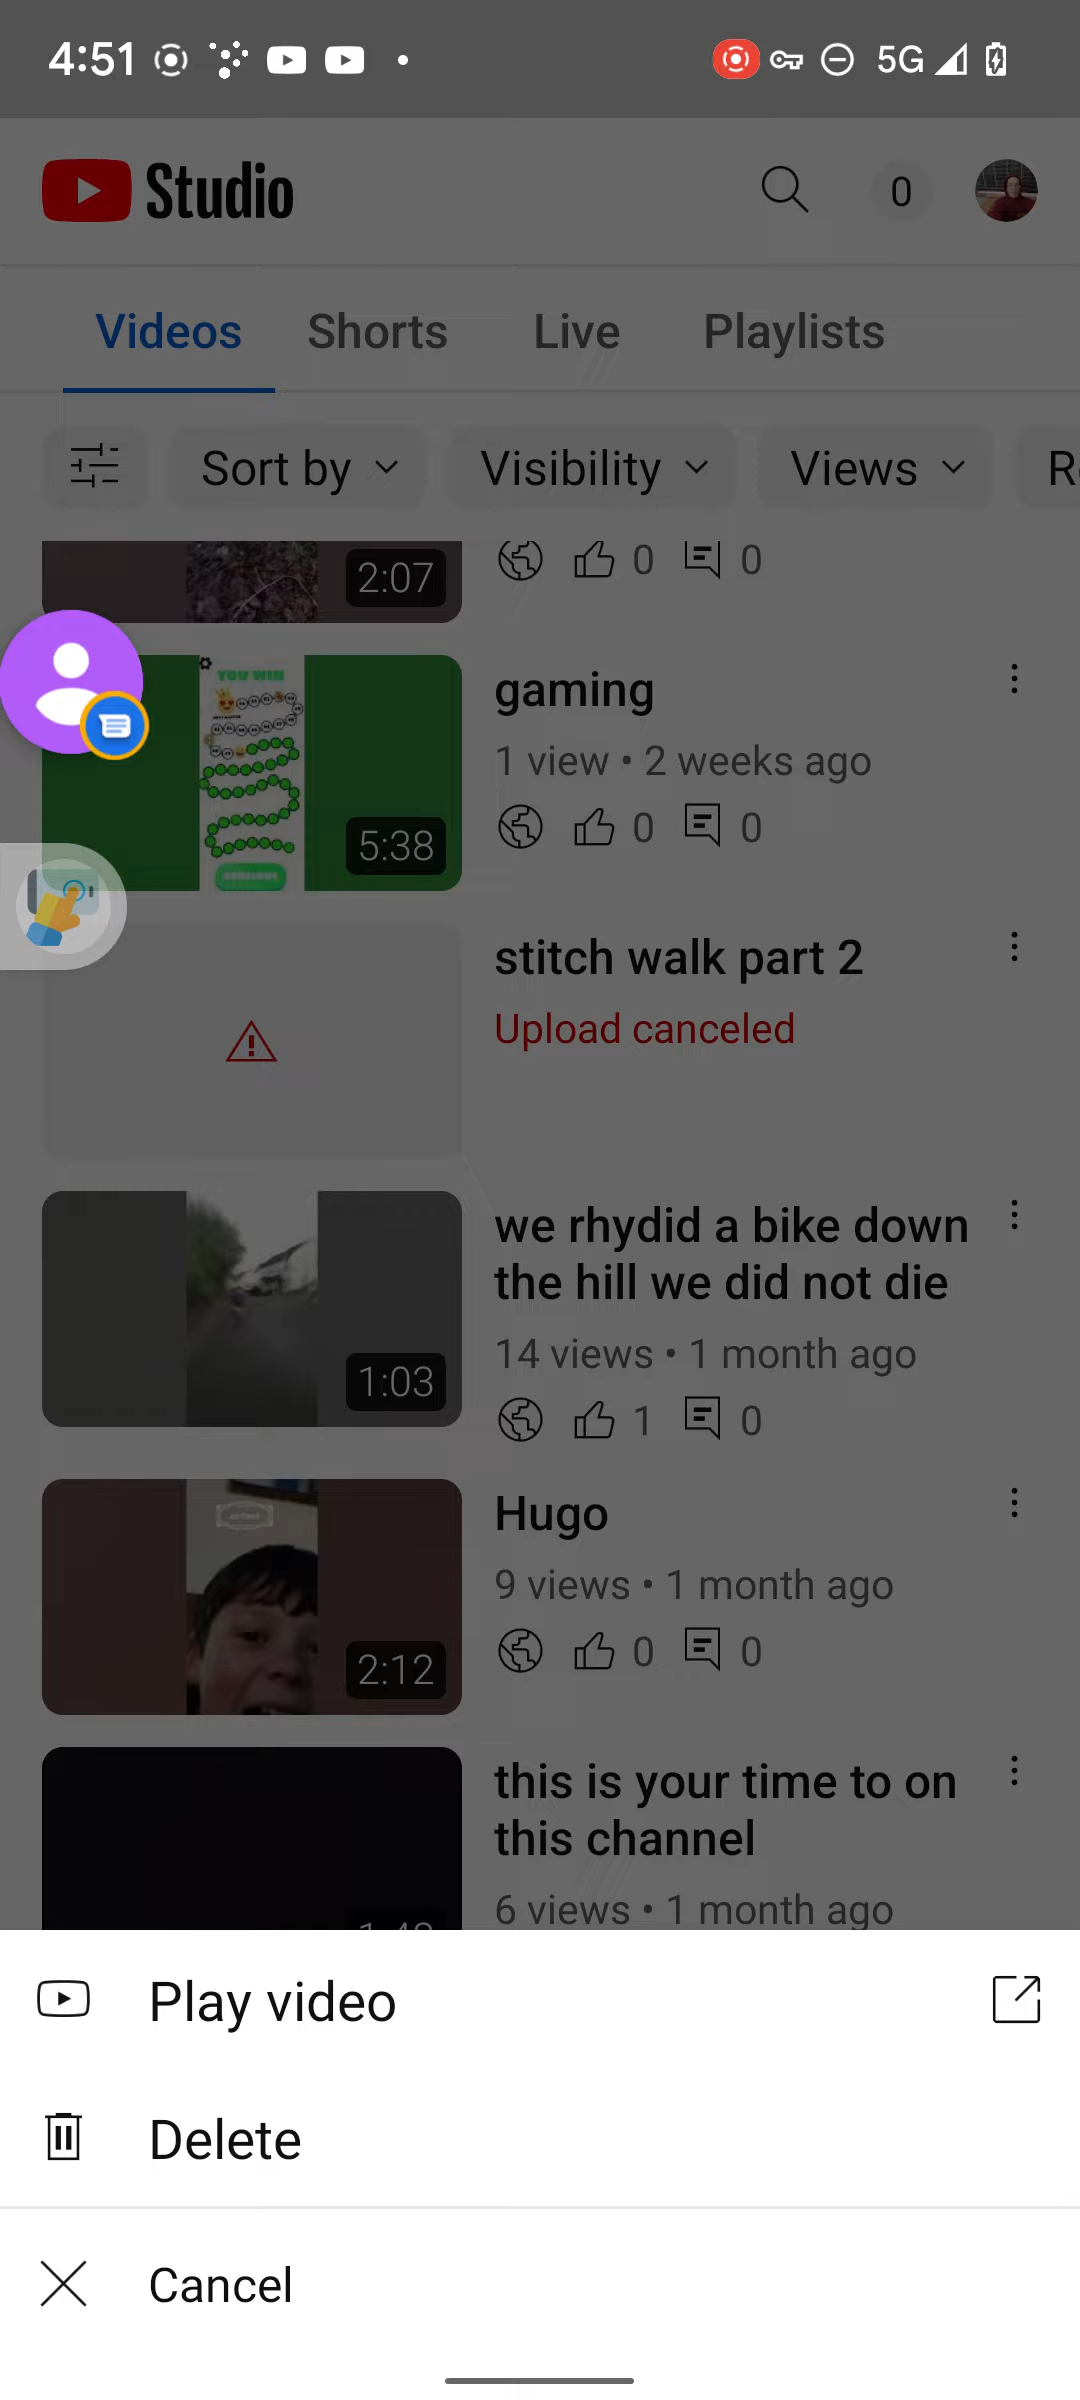 4:51
5G
Studio
0
Videos Shorts Live Playlists
Sort by Visibility Views
2:07
0 0
YOU WIN
gaming
1 view • 2 weeks ago
0 0
5:38
stitch walk part 2
Upload canceled
we rhydid a bike down
the hill we did not die
14 views • 1 month ago
1:03
1 0
Hugo
9 views • 1 month ago
0 0
2:12
this is your time to on
this channel
6 views • 1 month ago
Play video
Delete
Cancel